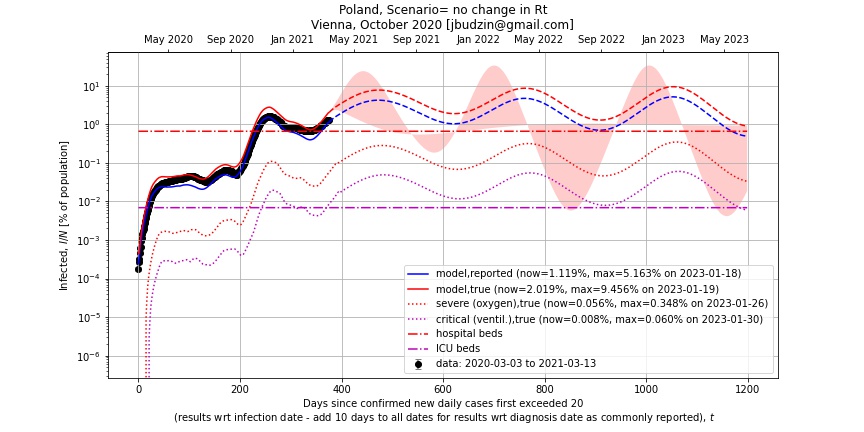 Poland, Scenario= no change in Rt
Vienna, October 2020 [jbudzin@gmail.com]
May 2020 Sep 2020 Jan 2021 May 2021 Sep 2021 Jan 2022 May 2022 Sep 2022 Jan 2023 May 2023
10¹
10⁰
10⁻¹
10⁻²
10⁻³
10⁻⁴
10⁻⁵
10⁻⁶
Infected, I/N [% of population]
model,reported (now=1.119%, max=5.163% on 2023-01-18)
model,true (now=2.019%, max=9.456% on 2023-01-19)
severe (oxygen),true (now=0.056%, max=0.348% on 2023-01-26)
critical (ventil.),true (now=0.008%, max=0.060% on 2023-01-30)
hospital beds
ICU beds
data: 2020-03-03 to 2021-03-13
0 200 400 600 800 1000 1200
Days since confirmed new daily cases first exceeded 20
(results wrt infection date - add 10 days to all dates for results wrt diagnosis date as commonly reported), t